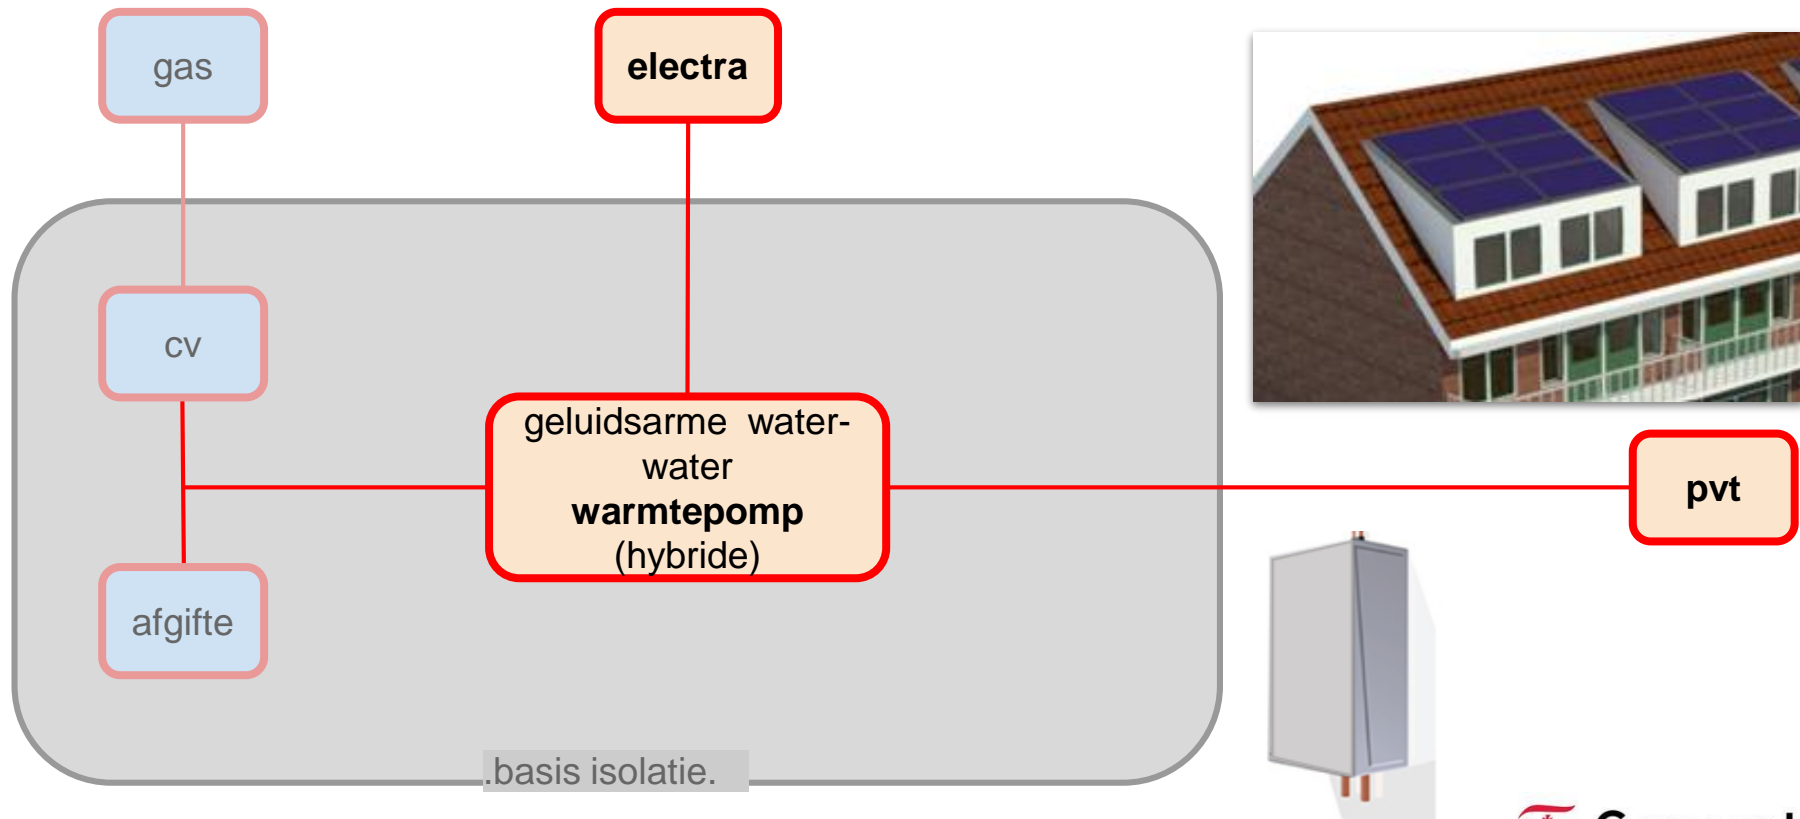 gas
electra
cv
geluidsarme water-
water
warmtepomp
(hybride)
pvt
afgifte
.basis isolatie.